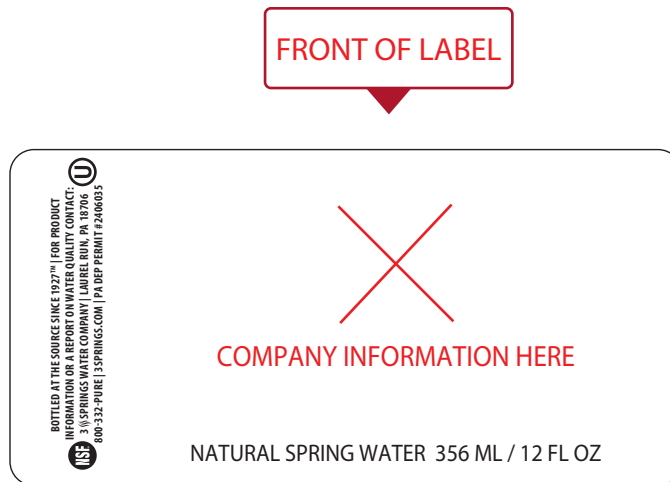 FRONT OF LABEL
BOTTLED AT THE SOURCE SINCE 1927™ | FOR PRODUCT
INFORMATION OR A REPORT ON WATER QUALITY CONTACT:
3 SPRINGS WATER COMPANY | LAUREL RUN, PA 18706
800-332-PURE | 3SPRINGS.COM | PA DEP PERMIT #2406035
NSF
U
COMPANY INFORMATION HERE
NATURAL SPRING WATER 356 ML / 12 FL OZ